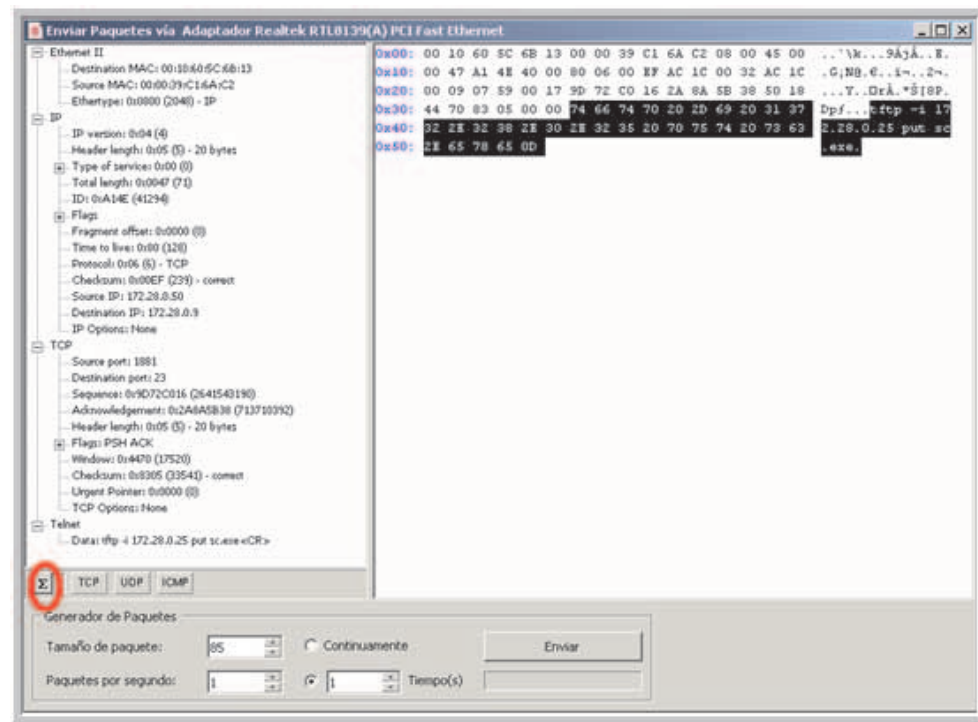 Enviar Paquetes vía Adaptador Realtek RTL8139(A) PCI Fast Ethernet
Ethernet II
Destination MAC: 00:10:60:5C:6B:13
Source MAC: 00:00:39:C1:6A:C2
Ethertype: 0x0800 (2048) - IP
IP
IP version: 0x04 (4)
Header length: 0x05 (5) - 20 bytes
Type of service: 0x00 (0)
Total length: 0x0047 (71)
ID: 0xA14E (41294)
Flags
Fragment offset: 0x0000 (0)
Time to live: 0x80 (128)
Protocol: 0x06 (6) - TCP
Checksum: 0x00EF (239) - correct
Source IP: 172.28.0.50
Destination IP: 172.28.0.9
IP Options: None
TCP
Source port: 1881
Destination port: 23
Sequence: 0x9D72C016 (2641543190)
Acknowledgement: 0x2A8A5B38 (713710392)
Header length: 0x05 (5) - 20 bytes
Flags: PSH ACK
Window: 0x4470 (17520)
Checksum: 0x8305 (33541) - correct
Urgent Pointer: 0x0000 (0)
TCP Options: None
Telnet
Data: tftp -i 172.28.0.25 put sc.exe<CR>
0x00: 00 10 60 5C 6B 13 00 00 39 C1 6A C2 08 00 45 00 ..`\k...9ÁjÂ..E.
0x10: 00 47 A1 4E 40 00 80 06 00 EF AC 1C 00 32 AC 1C
0x20: 00 09 07 59 00 17 9D 72 C0 16 2A 8A 5B 38 50 18
0x30: 44 70 83 05 00 00 74 66 74 70 20 2D 69 20 31 37 Dpƒ...tftp -i 17
0x40: 32 2E 32 38 2E 30 2E 32 35 20 70 75 74 20 73 63 2.28.0.25 put sc
0x50: 2E 65 78 65 0D .exe.
Σ TCP UDP ICMP
Generador de Paquetes
Tamaño de paquete: 85 Continuamente Enviar
Paquetes por segundo: 1 1 Tiempo(s)